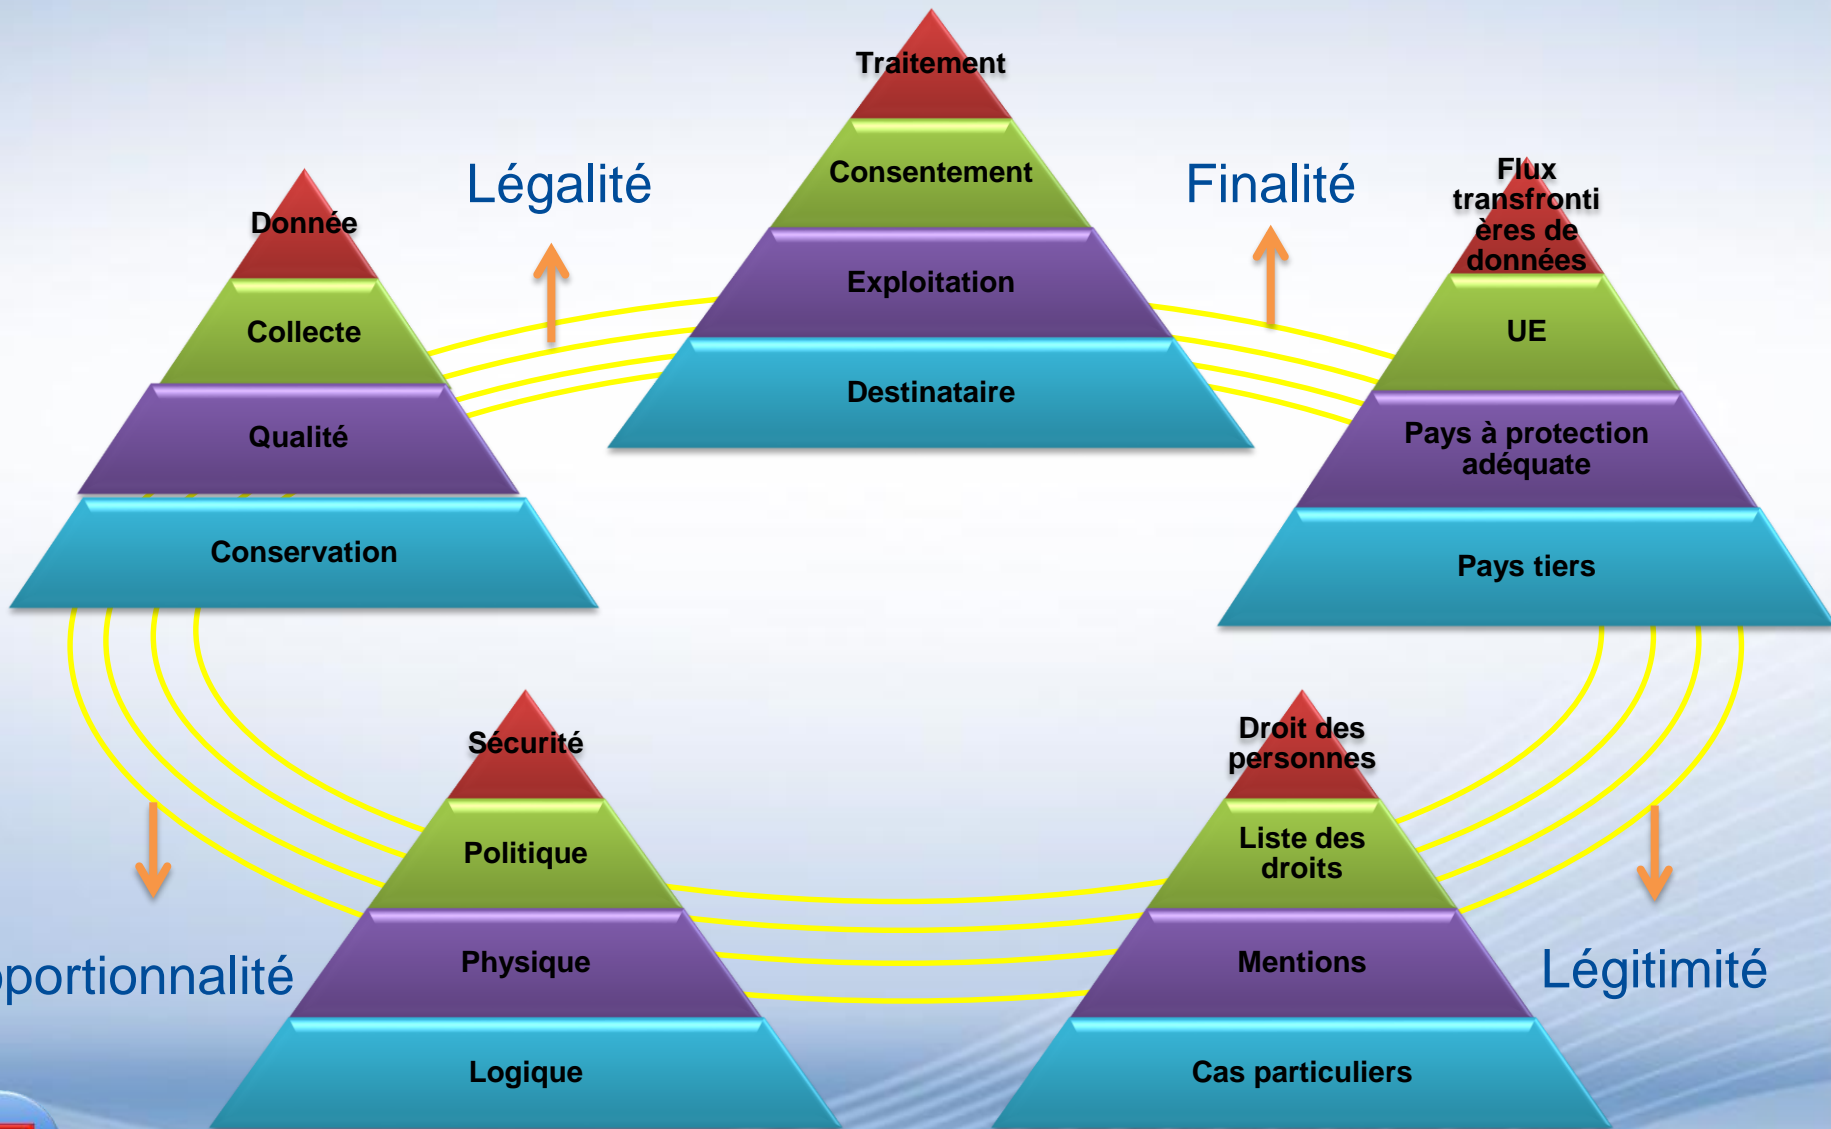 Traitement
Consentement
Exploitation
Destinataire
Légalité
Finalité
Donnée
Collecte
Qualité
Conservation
Flux
transfronti
ères de
données
UE
Pays à protection
adéquate
Pays tiers
Sécurité
Politique
Physique
Logique
Droit des
personnes
Liste des
droits
Mentions
Cas particuliers
oportionnalité
Légitimité